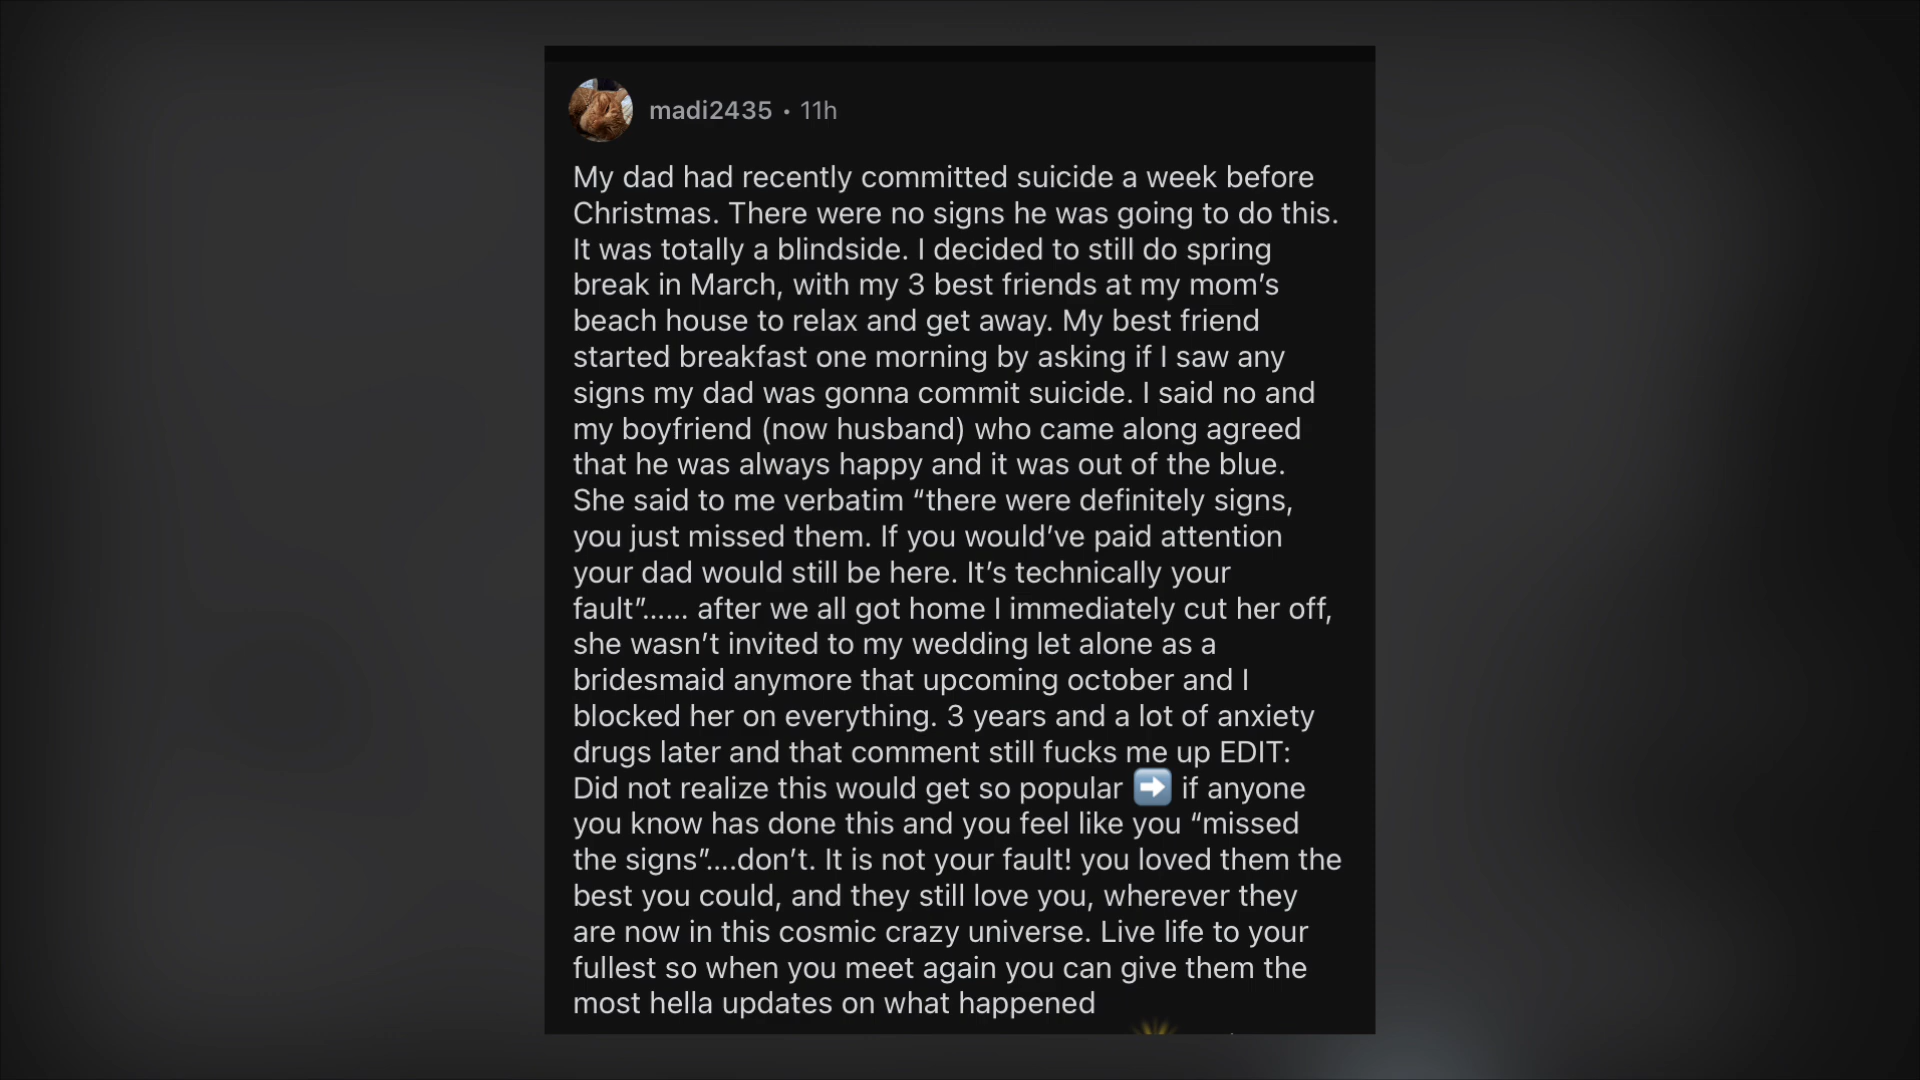 madi2435 • 11h
My dad had recently committed suicide a week before
Christmas. There were no signs he was going to do this.
It was totally a blindside. I decided to still do spring
break in March, with my 3 best friends at my mom’s
beach house to relax and get away. My best friend
started breakfast one morning by asking if I saw any
signs my dad was gonna commit suicide. I said no and
my boyfriend (now husband) who came along agreed
that he was always happy and it was out of the blue.
She said to me verbatim “there were definitely signs,
you just missed them. If you would’ve paid attention
your dad would still be here. It’s technically your
fault”...... after we all got home I immediately cut her off,
she wasn’t invited to my wedding let alone as a
bridesmaid anymore that upcoming october and I
blocked her on everything. 3 years and a lot of anxiety
drugs later and that comment still fucks me up EDIT:
Did not realize this would get so popular ➡️ if anyone
you know has done this and you feel like you “missed
the signs”....don’t. It is not your fault! you loved them the
best you could, and they still love you, wherever they
are now in this cosmic crazy universe. Live life to your
fullest so when you meet again you can give them the
most hella updates on what happened